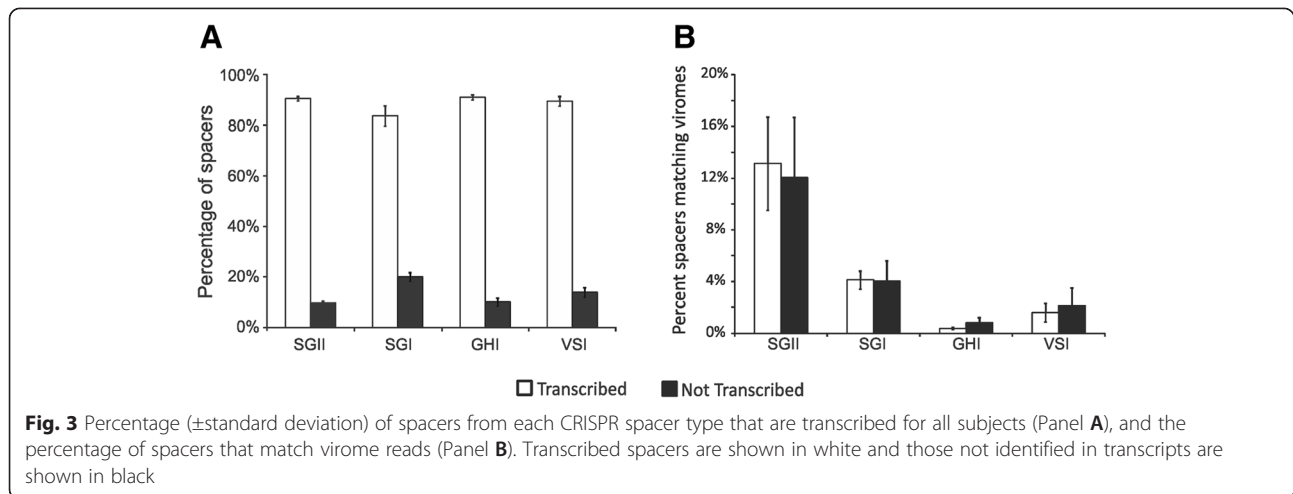 A
B
Percentage of spacers
100%
80%
60%
40%
20%
0%
SGII SGI GHI VSI
Percent spacers matching viromes
20%
16%
12%
8%
4%
0%
SGII SGI GHI VSI
Transcribed Not Transcribed
Fig. 3 Percentage (±standard deviation) of spacers from each CRISPR spacer type that are transcribed for all subjects (Panel A), and the
percentage of spacers that match virome reads (Panel B). Transcribed spacers are shown in white and those not identified in transcripts are
shown in black